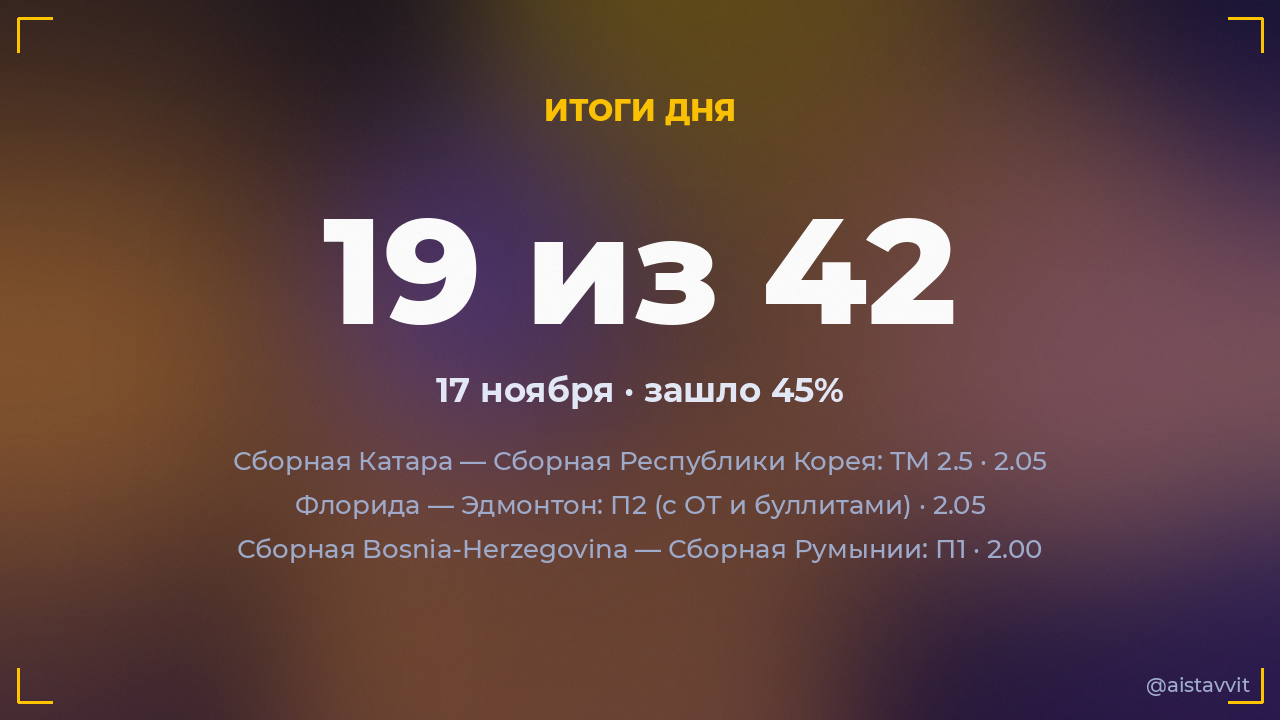 ИТОГИ ДНЯ
19 из 42
17 ноября · зашло 45%
Сборная Катара — Сборная Республики Корея: ТМ 2.5 · 2.05
Флорида — Эдмонтон: П2 (с ОТ и буллитами) · 2.05
Сборная Bosnia-Herzegovina — Сборная Румынии: П1 · 2.00
@aistavvit